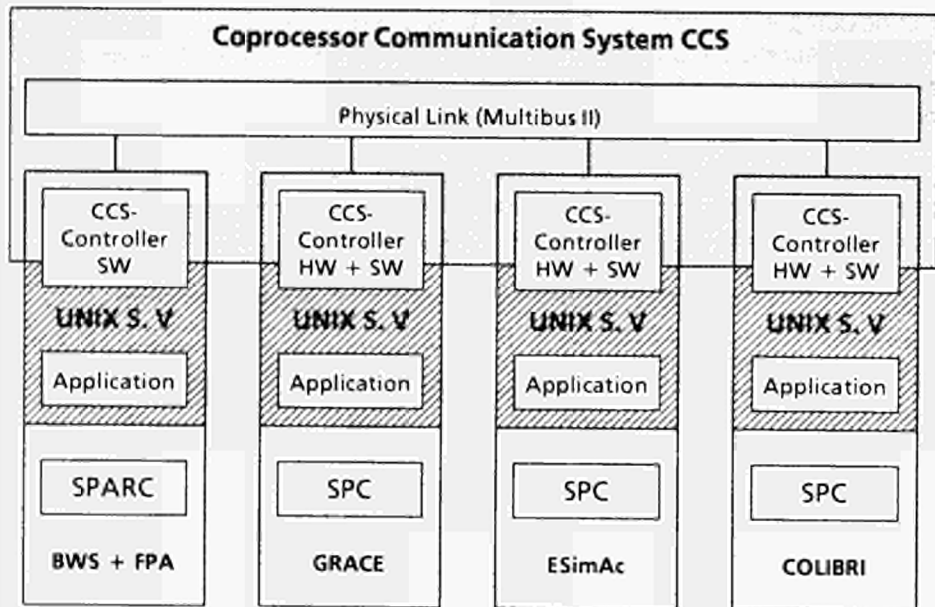 Coprocessor Communication System CCS
Physical Link (Multibus II)
CCS-
Controller
SW
CCS-
Controller
HW + SW
CCS-
Controller
HW + SW
CCS-
Controller
HW + SW
UNIX S. V
UNIX S. V
UNIX S. V
UNIX S. V
Application
Application
Application
Application
SPARC
SPC
SPC
SPC
BWS + FPA
GRACE
ESimAc
COLIBRI